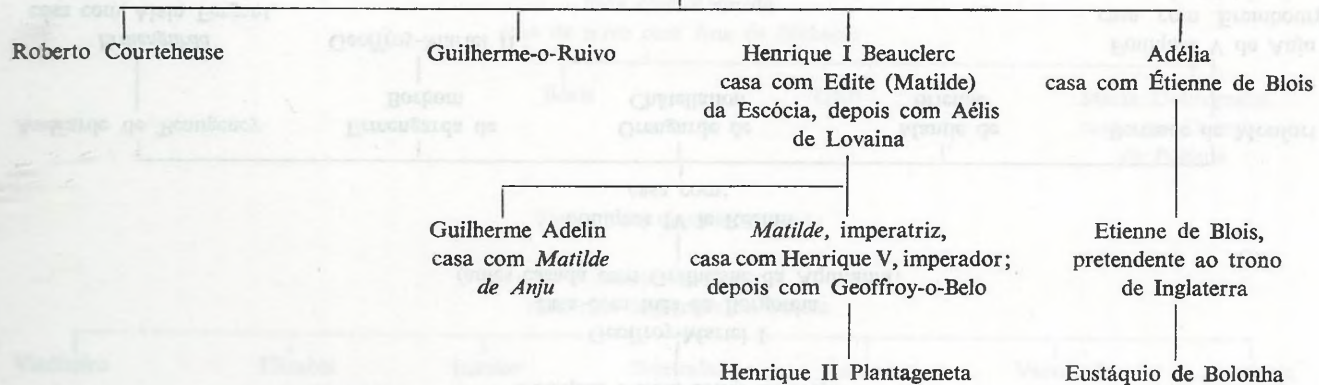 Roberto Courteheuse
Guilherme-o-Ruivo
Henrique I Beauclerc
casa com Edite (Matilde)
da Escócia, depois com Aélis
de Lovaina
Adélia
casa com Étienne de Blois
Guilherme Adelin
casa com Matilde
de Anju
Matilde, imperatriz,
casa com Henrique V, imperador;
depois com Geoffroy-o-Belo
Etienne de Blois,
pretendente ao trono
de Inglaterra
Henrique II Plantageneta
Eustáquio de Bolonha